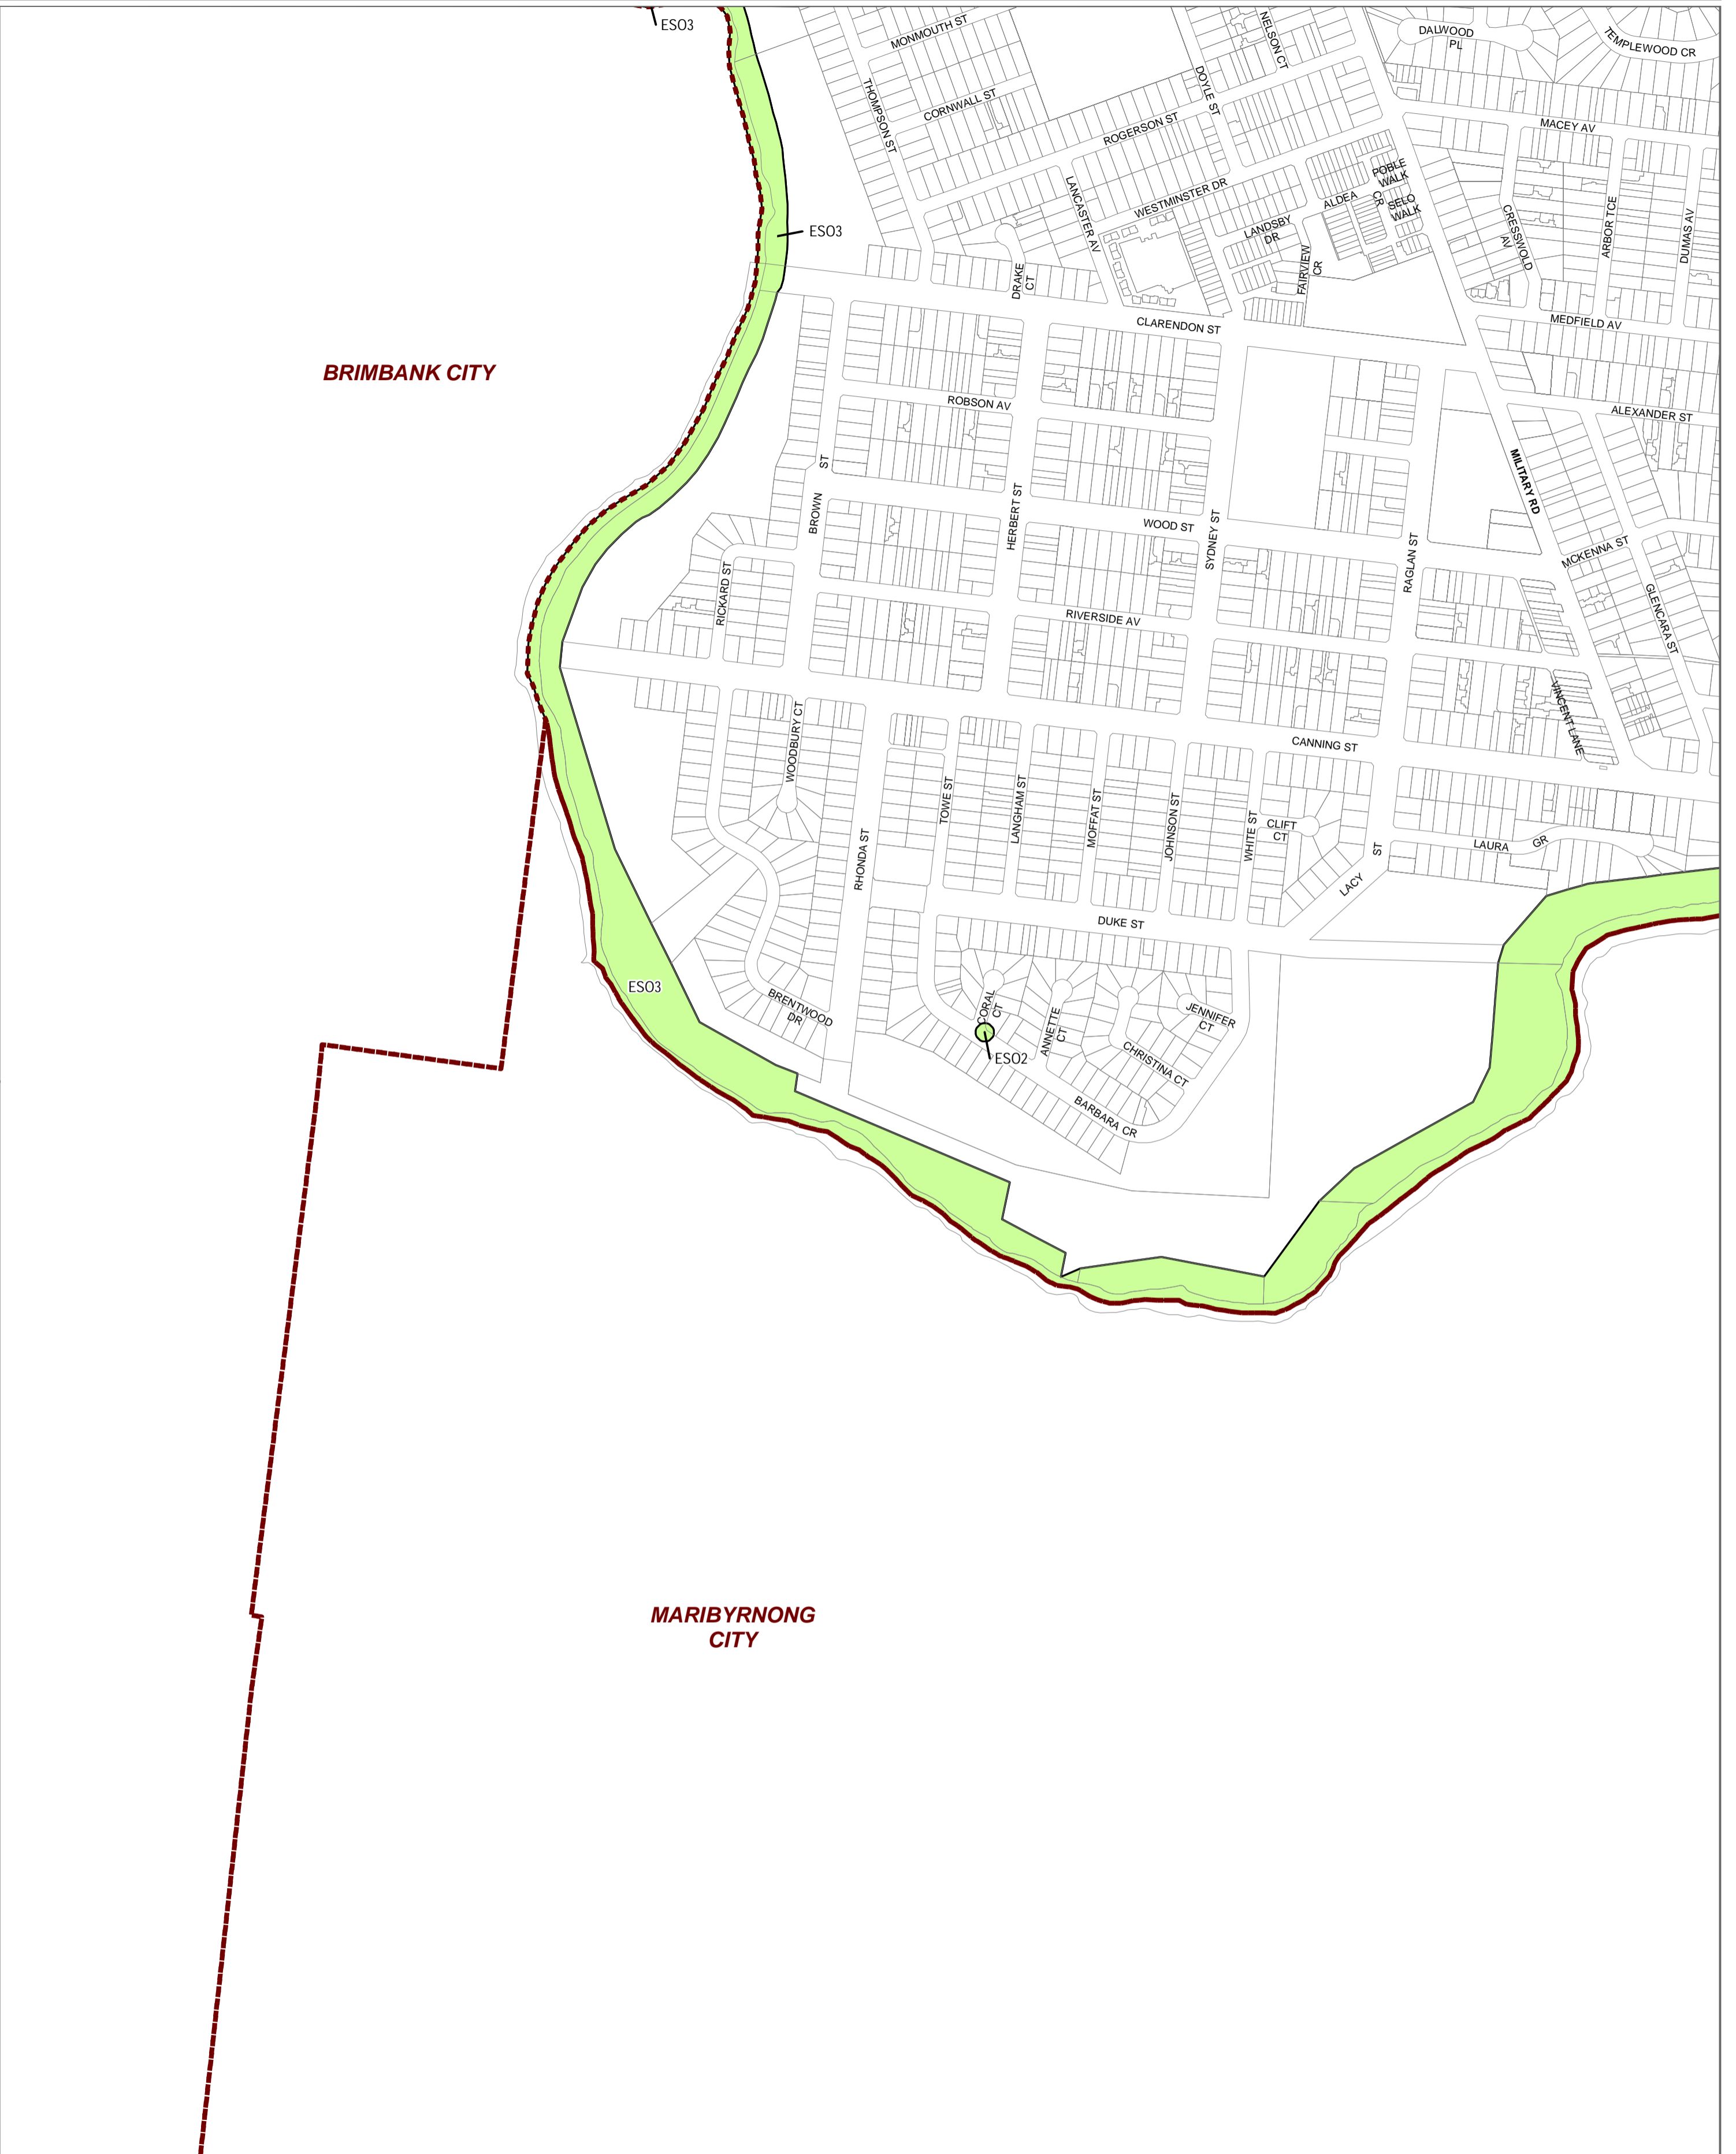 ESO3
MONMOUTH ST
NELSON CT
DALWOOD
PL
TEMPLEWOOD CR
THOMPSON ST
CORNWALL ST
DOYLE ST
ROGERSON ST
MACEY AV
LANCASTER AV
WESTMINSTER DR
POBLE
WALK
ALDEA
CR
SELO
WALK
LANDSBY
DR
CRESSWOLD
AV
ARBOR TCE
DUMAS AV
ESO3
DRAKE
CT
FAIRVIEW
CR
CLARENDON ST
MEDFIELD AV
BRIMBANK CITY
ROBSON AV
ALEXANDER ST
BROWN
ST
HERBERT ST
WOOD ST
SYDNEY ST
MILITARY RD
RAGLAN ST
MCKENNA ST
RICKARD ST
RIVERSIDE AV
GLENCARA ST
WOODBURY CT
VINCENT LANE
CANNING ST
TOWE ST
LANGHAM ST
MOFFAT ST
JOHNSON ST
WHITE ST
CLIFT
CT
RHONDA ST
LACY
ST
LAURA
GR
DUKE ST
ESO3
BRENTWOOD
DR
CORAL
CT
ANNETTE
CT
JENNIFER
CT
ESO2
CHRISTINA CT
BARBARA CR
MARIBYRNONG
CITY